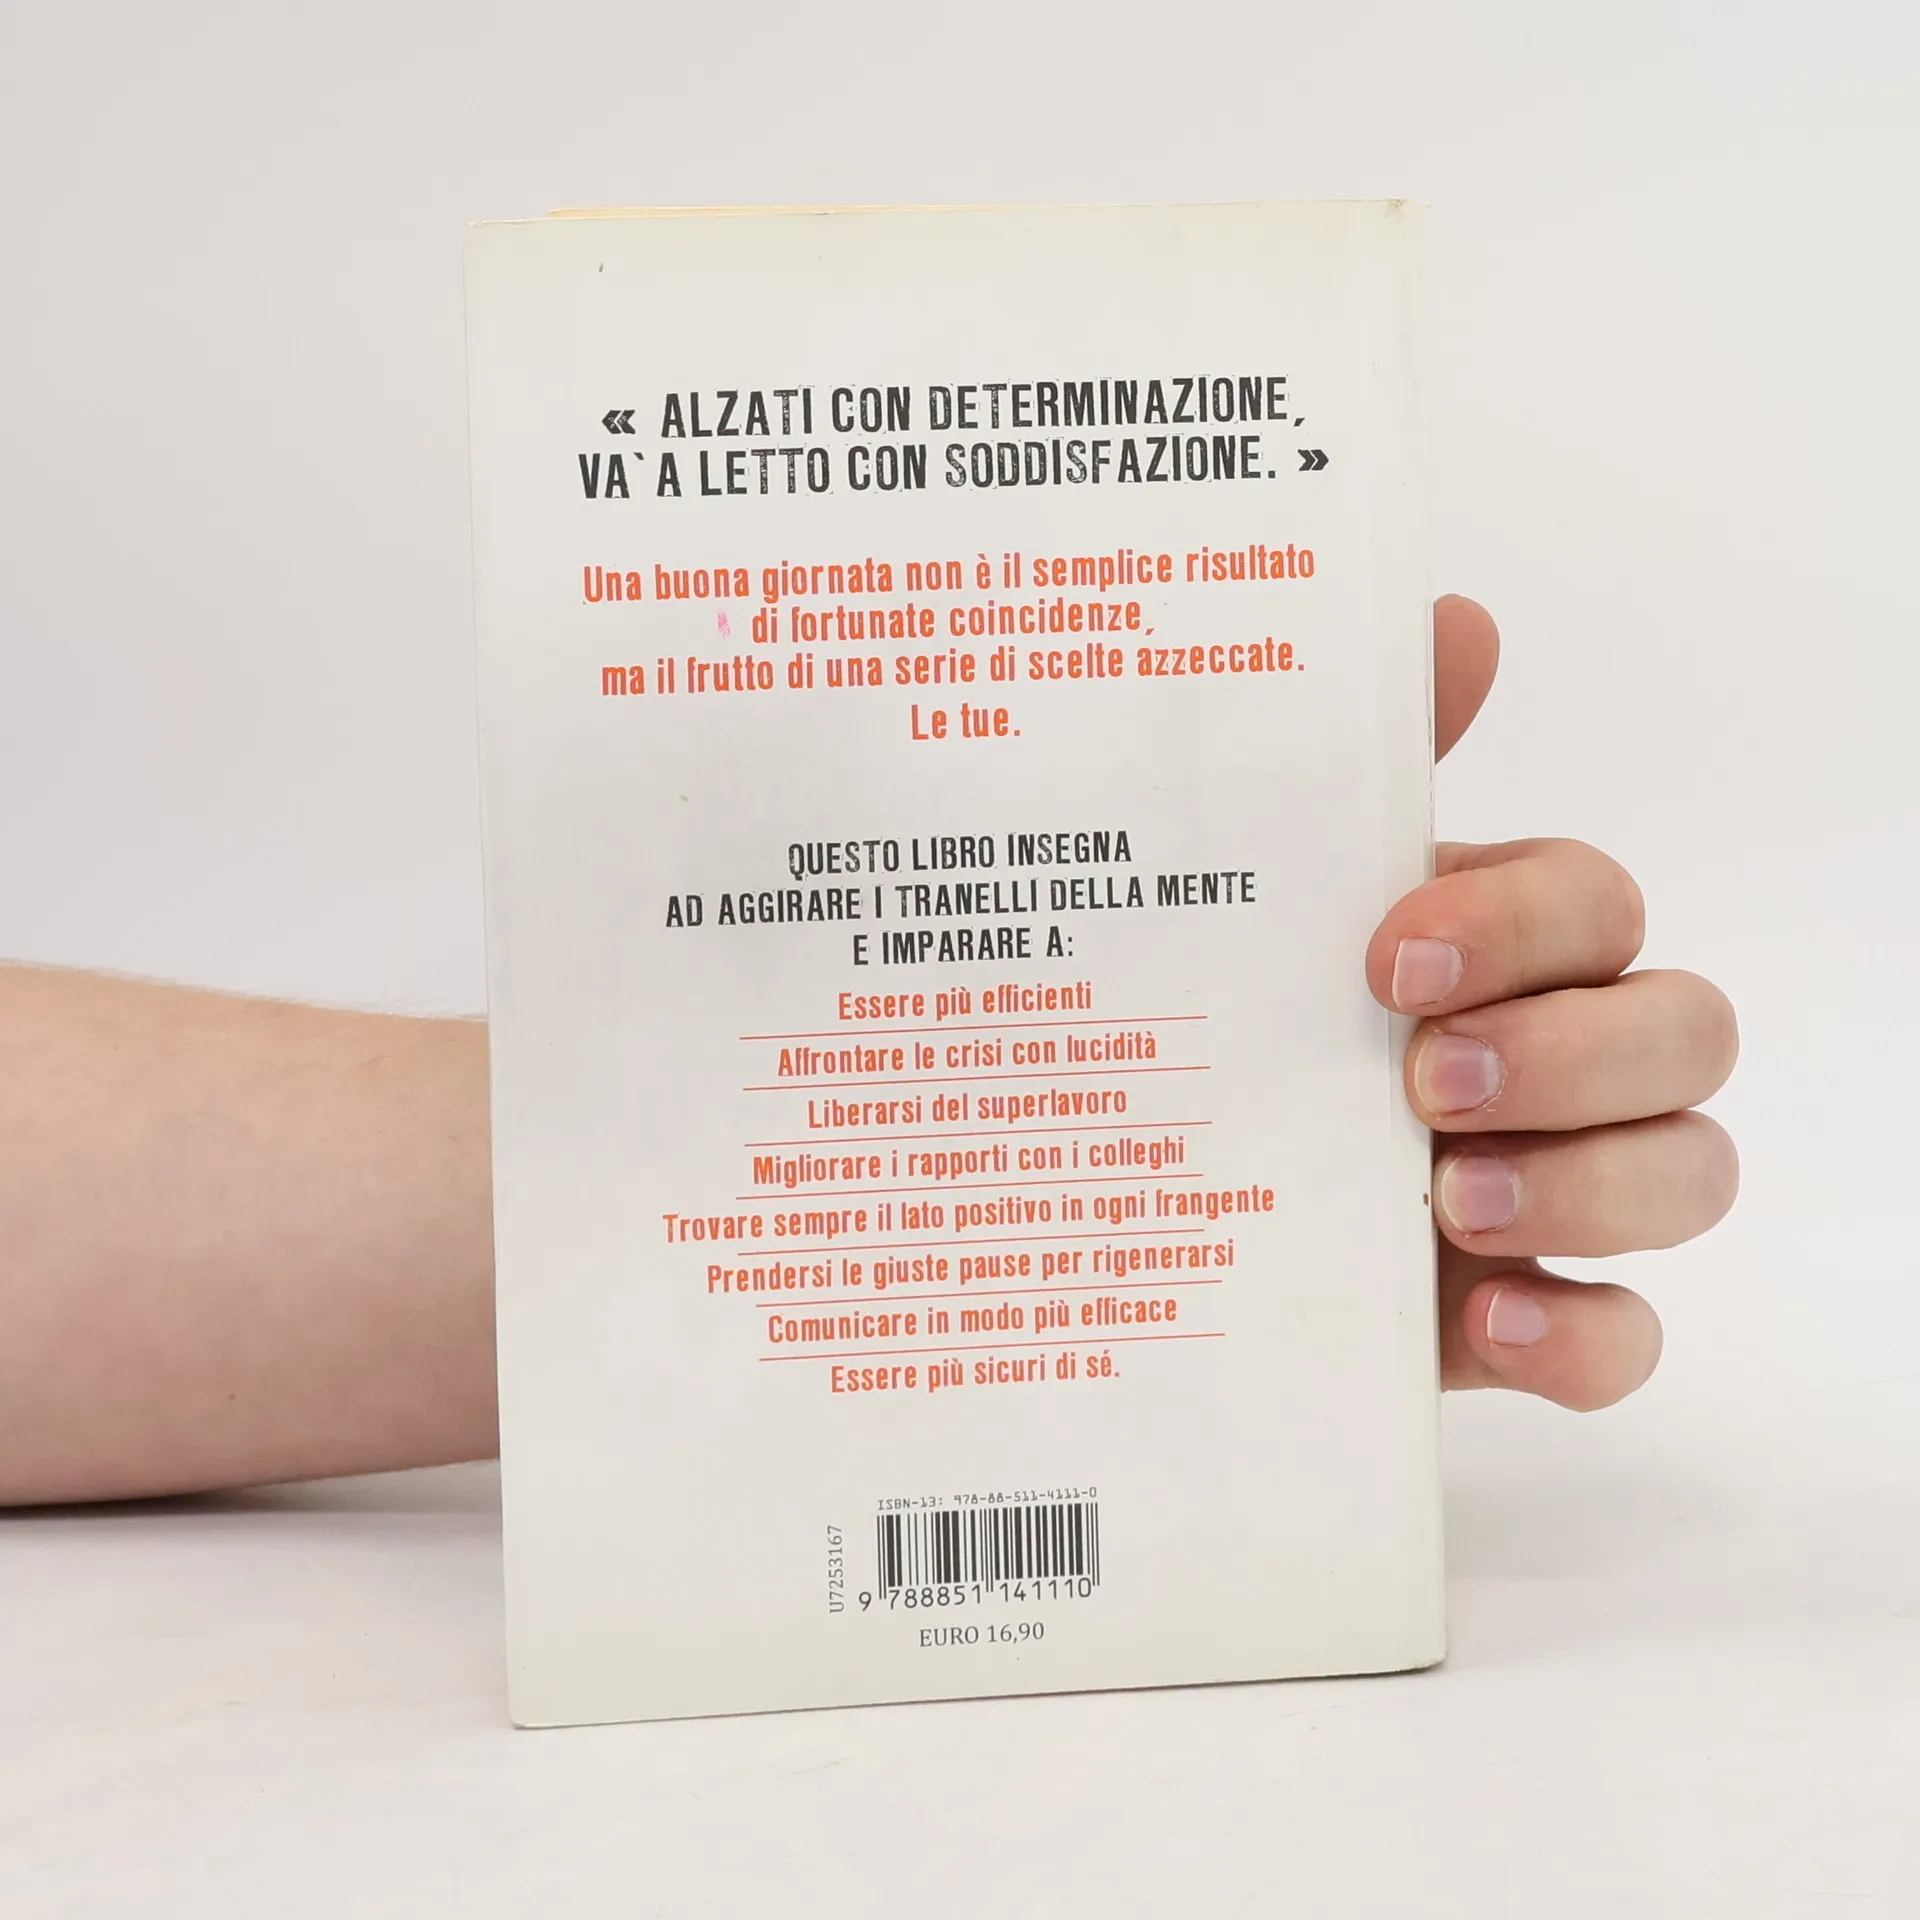 « ALZATI CON DETERMINAZIONE,
VA` A LETTO CON SODDISFAZIONE. »
Una buona giornata non è il semplice risultato
di fortunate coincidenze,
ma il frutto di una serie di scelte azzeccate.
Le tue.
QUESTO LIBRO INSEGNA
AD AGGIRARE I TRANELLI DELLA MENTE
E IMPARARE A:
Essere più efficienti
Affrontare le crisi con lucidità
Liberarsi del superlavoro
Migliorare i rapporti con i colleghi
Trovare sempre il lato positivo in ogni frangente
Prendersi le giuste pause per rigenerarsi
Comunicare in modo più efficace
Essere più sicuri di sé.
ISBN-13: 978-88-511-4111-0
U7253167
9 788851 141110
EURO 16,90